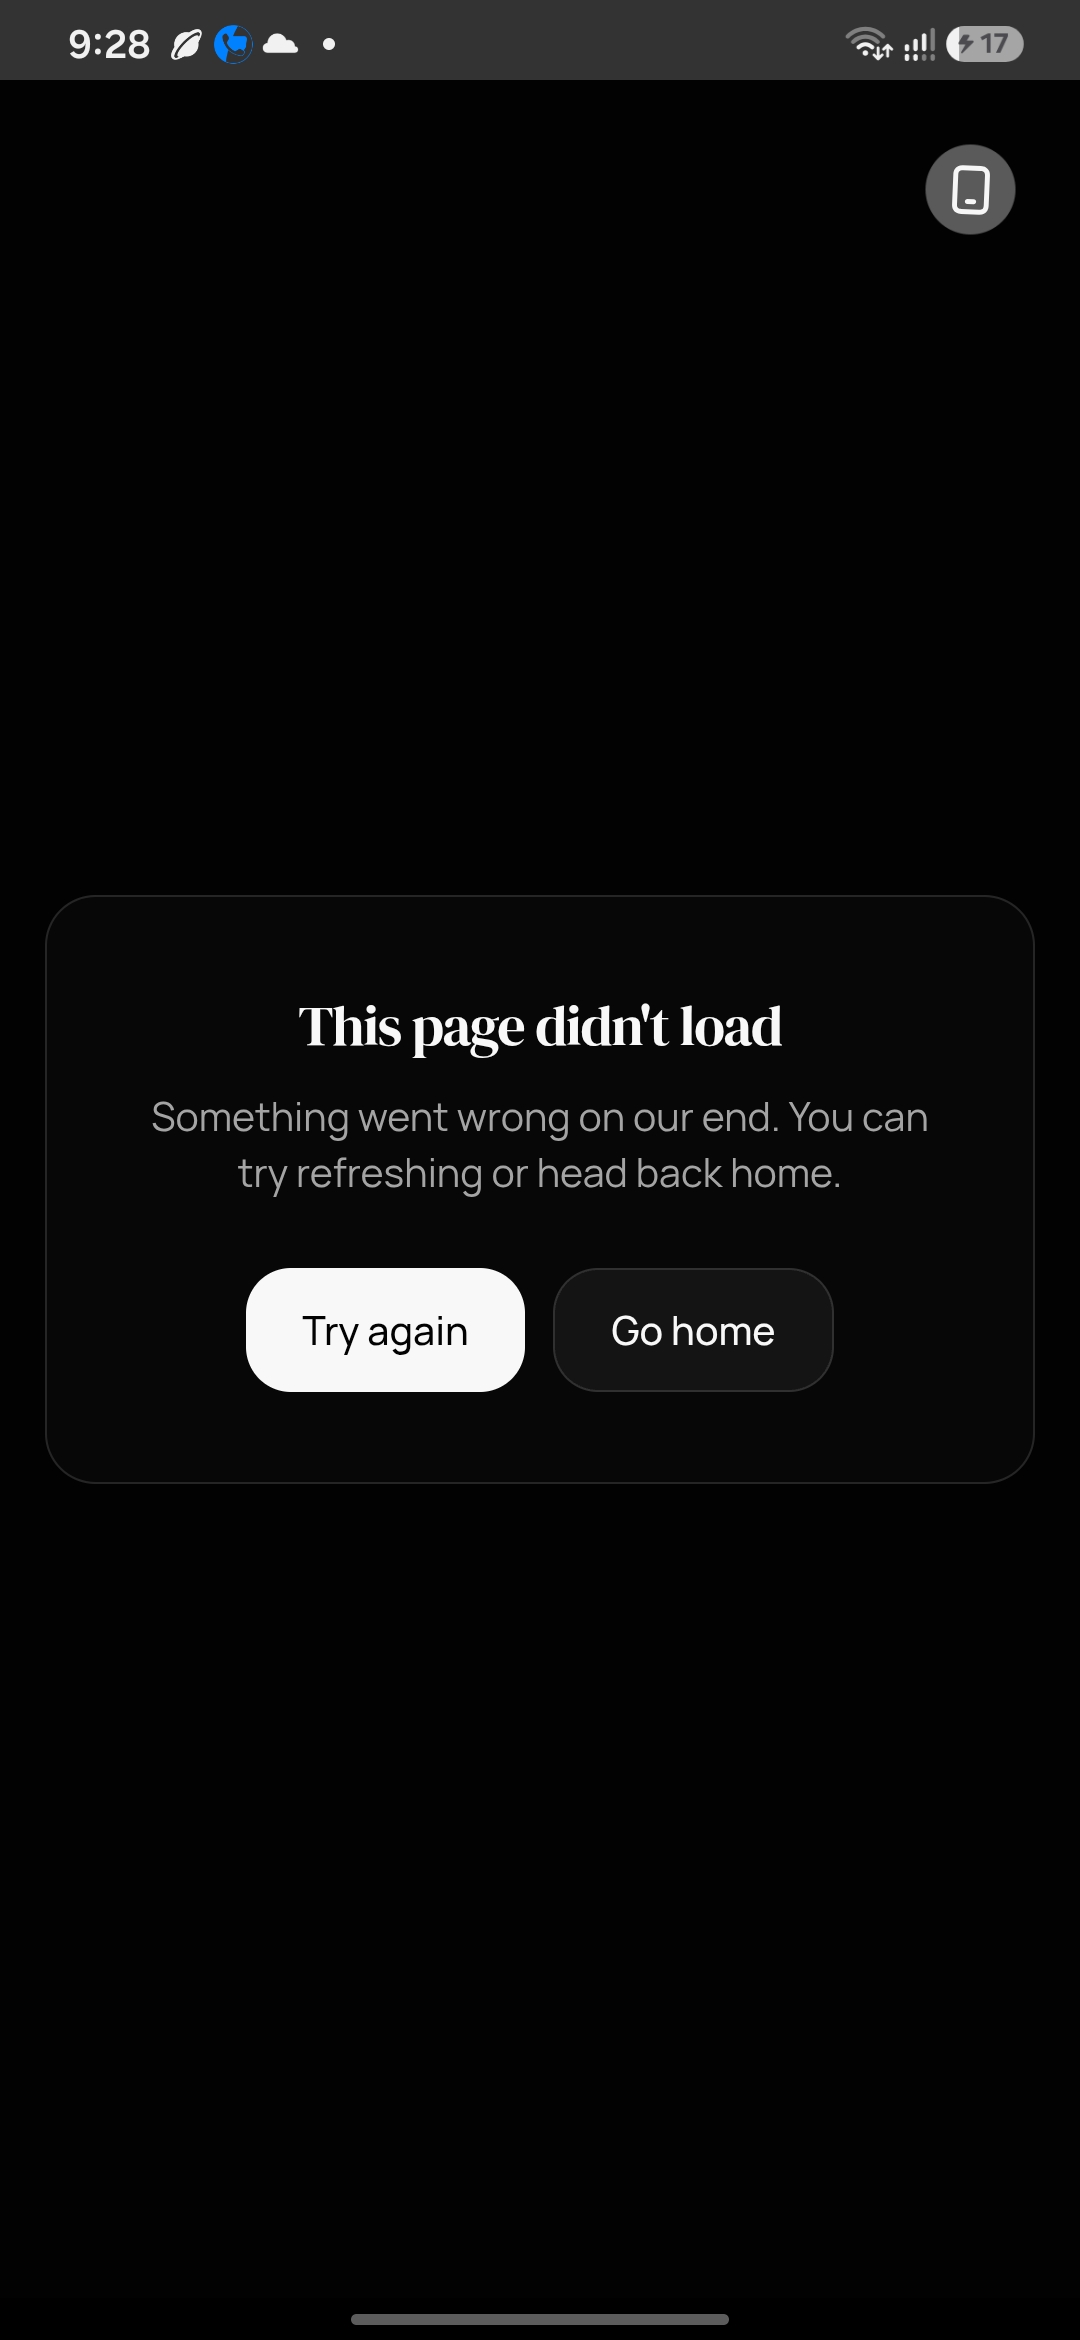 9:28
17
This page didn't load
Something went wrong on our end. You can
try refreshing or head back home.
Try again
Go home